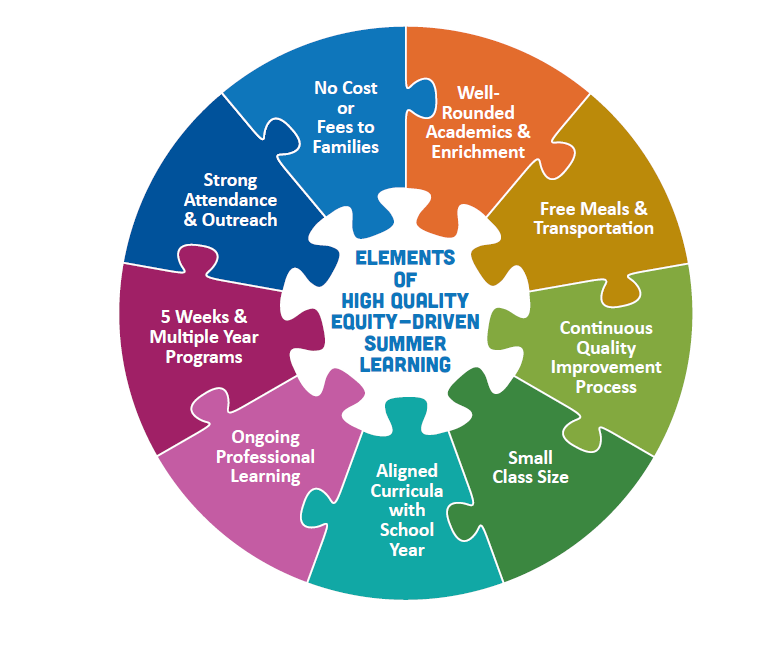 ELEMENTS
OF
HIGH QUALITY
EQUITY–DRIVEN
SUMMER
LEARNING
Well-
Rounded
Academics &
Enrichment
Free Meals &
Transportation
Continuous
Quality
Improvement
Process
Small
Class Size
Aligned
Curricula
with
School
Year
Ongoing
Professional
Learning
5 Weeks &
Multiple Year
Programs
Strong
Attendance
& Outreach
No Cost
or
Fees to
Families